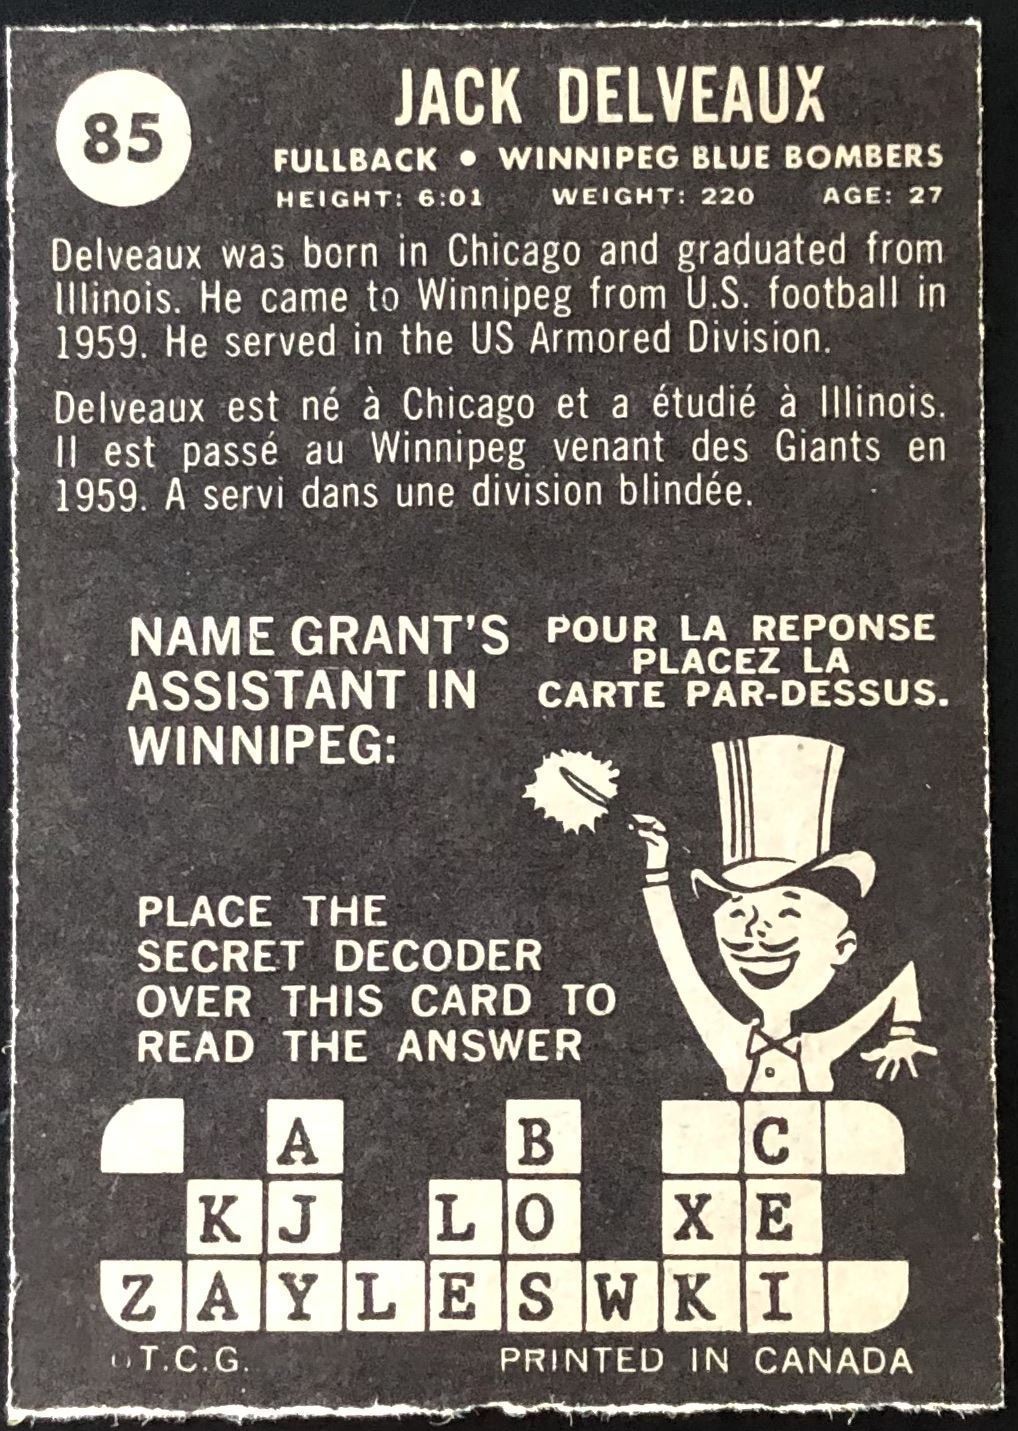 85
JACK DELVEAUX
FULLBACK • WINNIPEG BLUE BOMBERS
HEIGHT: 6:01 WEIGHT: 220 AGE: 27
Delveaux was born in Chicago and graduated from
Illinois. He came to Winnipeg from U.S. football in
1959. He served in the US Armored Division.
Delveaux est né à Chicago et a étudié à Illinois.
Il est passé au Winnipeg venant des Giants en
1959. A servi dans une division blindée.
NAME GRANT'S
ASSISTANT IN
WINNIPEG:
POUR LA REPONSE
PLACEZ LA
CARTE PAR-DESSUS.
PLACE THE
SECRET DECODER
OVER THIS CARD TO
READ THE ANSWER
A B C
K J L O X E
Z A Y L E S W K I
T.C.G. PRINTED IN CANADA